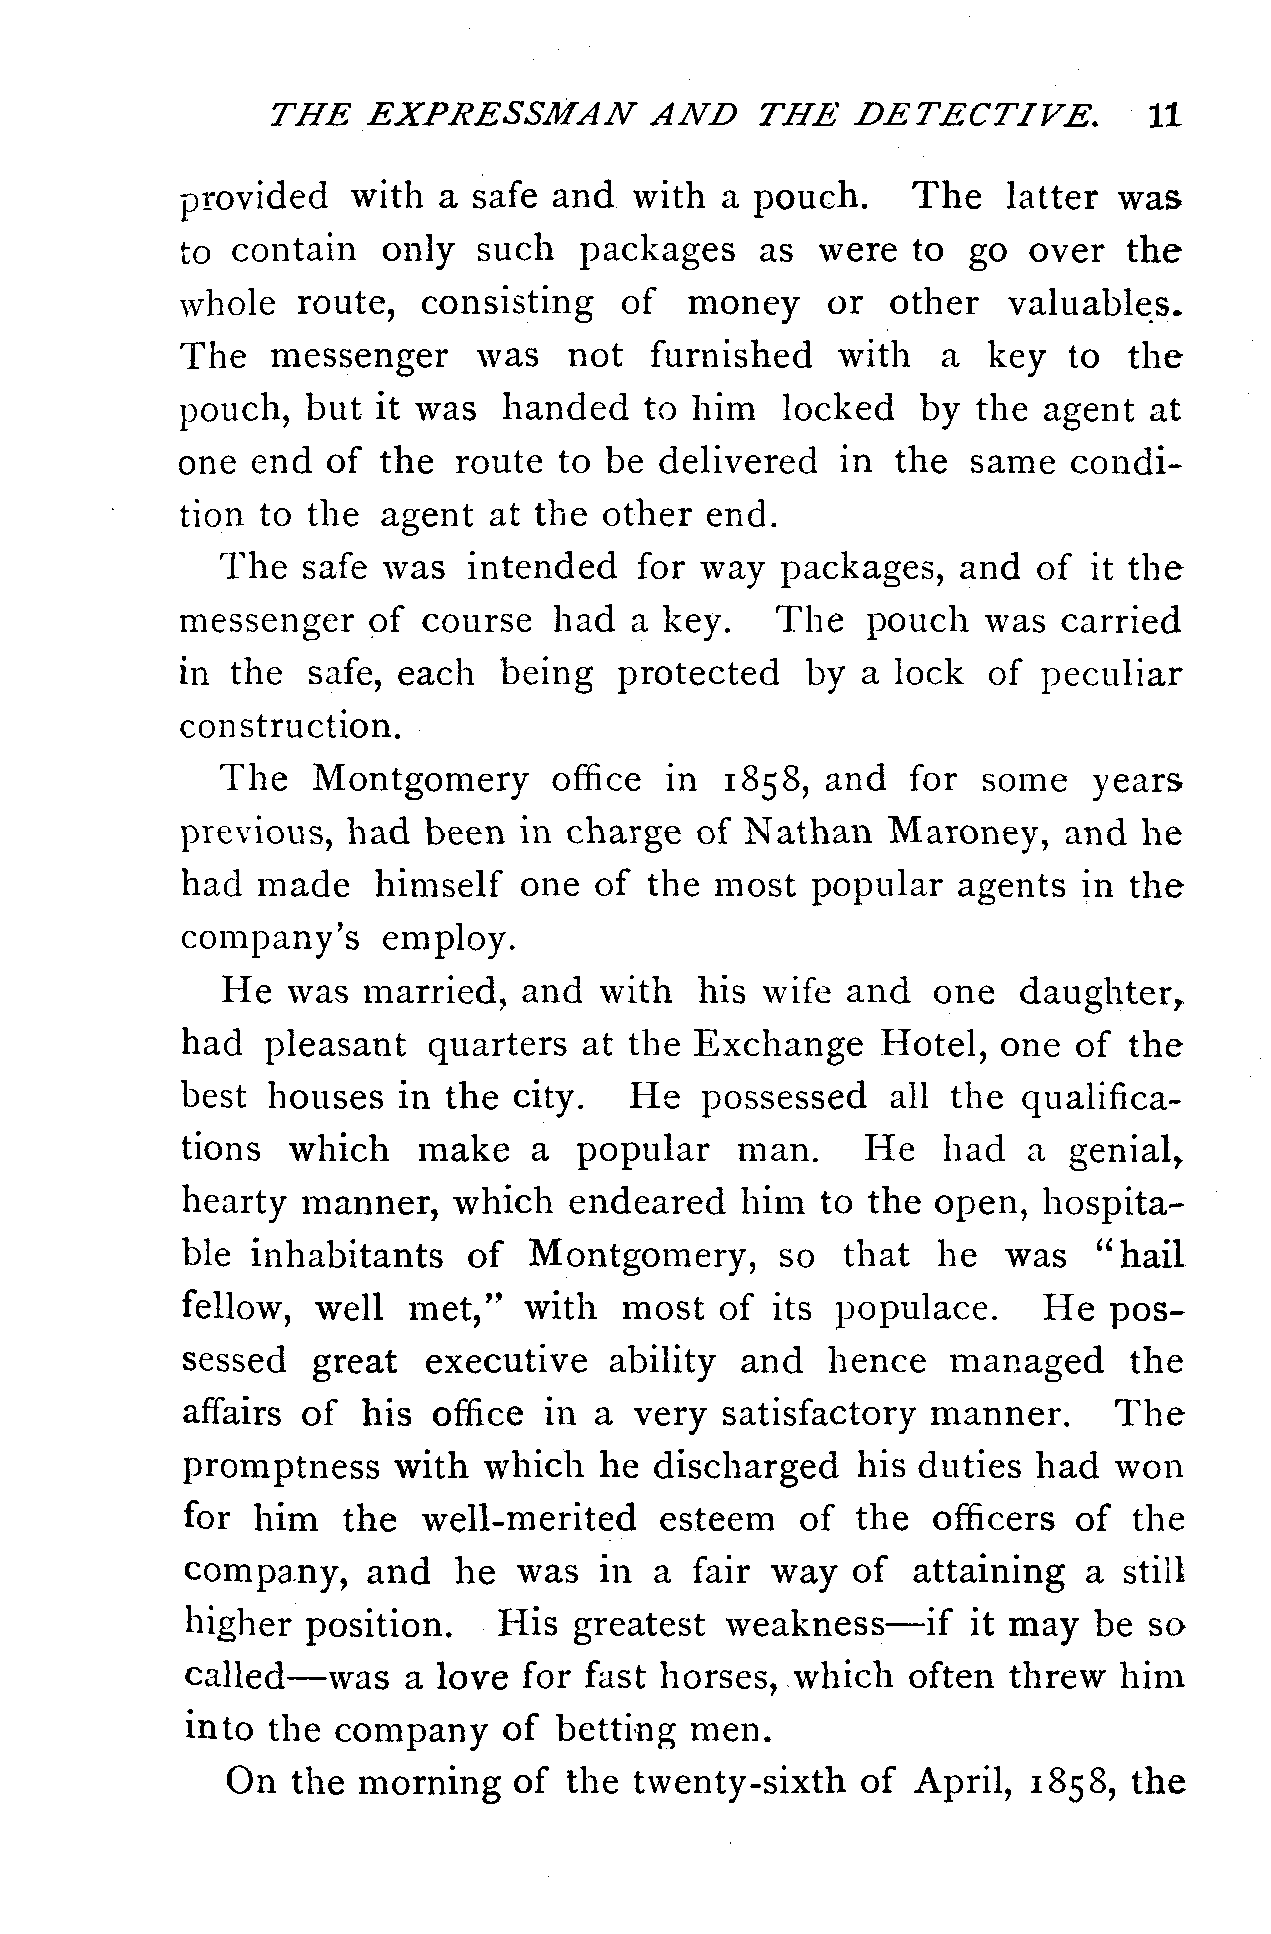 THE EXPRESSMAN AND THE DETECTIVE. 11
provided with a safe and with a pouch. The latter was
to contain only such packages as were to go over the
whole route, consisting of money or other valuables.
The messenger was not furnished with a key to the
pouch, but it was handed to him locked by the agent at
one end of the route to be delivered in the same condi-
tion to the agent at the other end.
The safe was intended for way packages, and of it the
messenger of course had a key. The pouch was carried
in the safe, each being protected by a lock of peculiar
construction.
The Montgomery office in 1858, and for some years
previous, had been in charge of Nathan Maroney, and he
had made himself one of the most popular agents in the
company's employ.
He was married, and with his wife and one daughter,
had pleasant quarters at the Exchange Hotel, one of the
best houses in the city. He possessed all the qualifica-
tions which make a popular man. He had a genial,
hearty manner, which endeared him to the open, hospita-
ble inhabitants of Montgomery, so that he was "hail
fellow, well met," with most of its populace. He pos-
sessed great executive ability and hence managed the
affairs of his office in a very satisfactory manner. The
promptness with which he discharged his duties had won
for him the well-merited esteem of the officers of the
company, and he was in a fair way of attaining a still
higher position. His greatest weakness—if it may be so
called—was a love for fast horses, which often threw him
into the company of betting men.
On the morning of the twenty-sixth of April, 1858, the